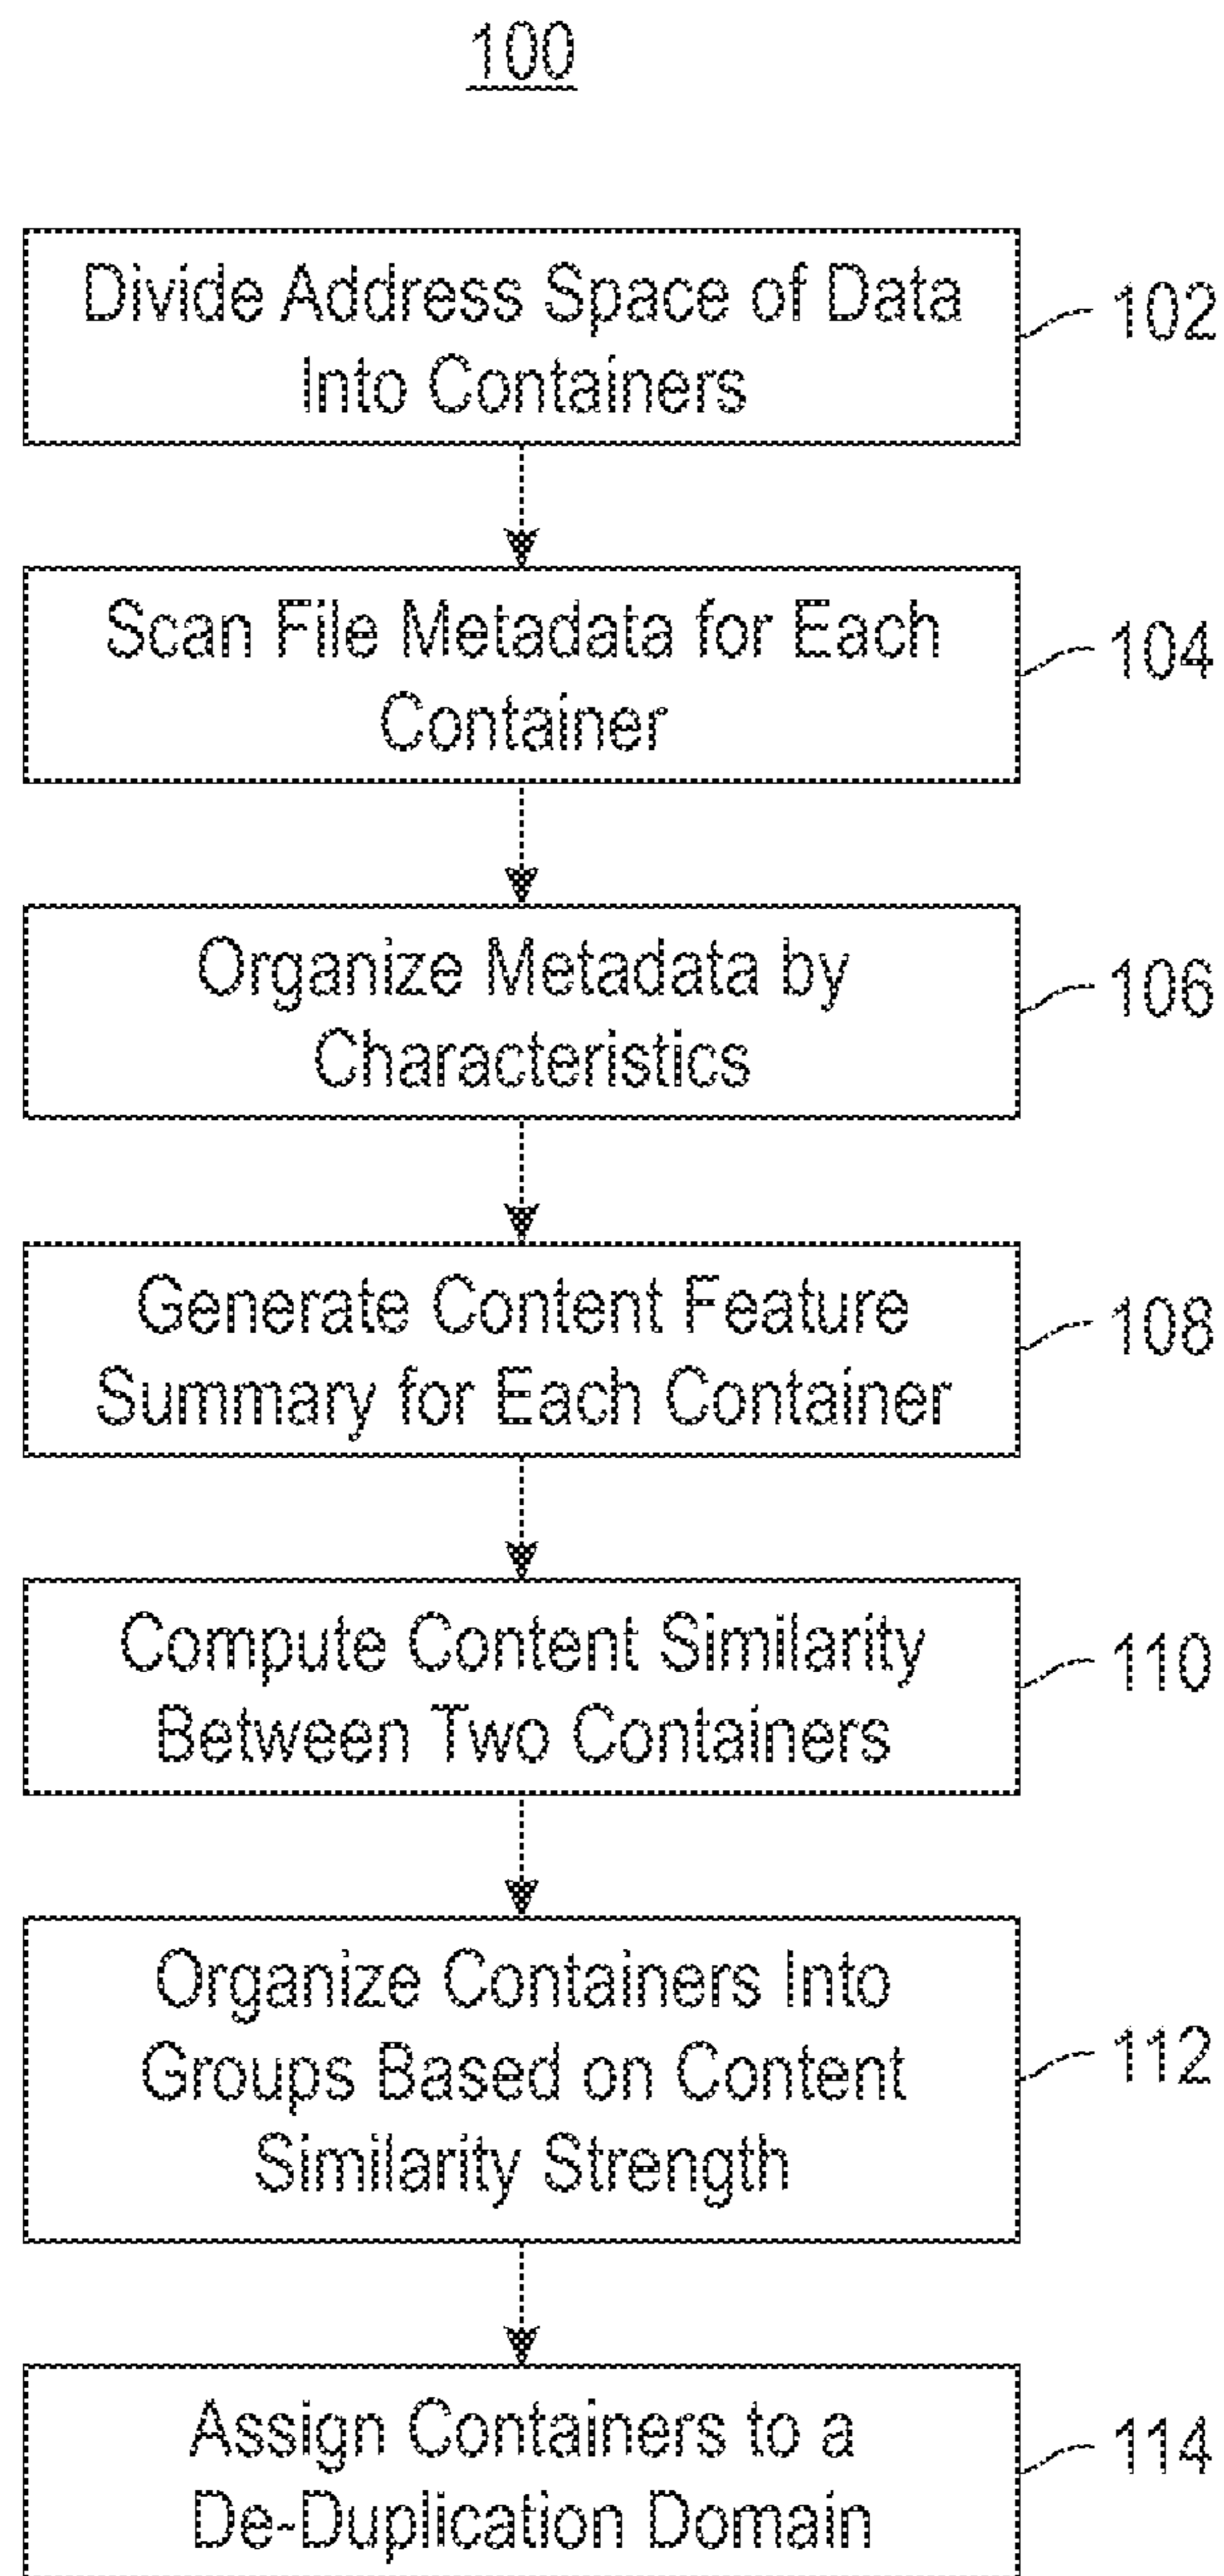 100
Divide Address Space of Data
Into Containers
102
Scan File Metadata for Each
Container
104
Organize Metadata by
Characteristics
106
Generate Content Feature
Summary for Each Container
108
Compute Content Similarity
Between Two Containers
110
Organize Containers Into
Groups Based on Content
Similarity Strength
112
Assign Containers to a
De-Duplication Domain
114